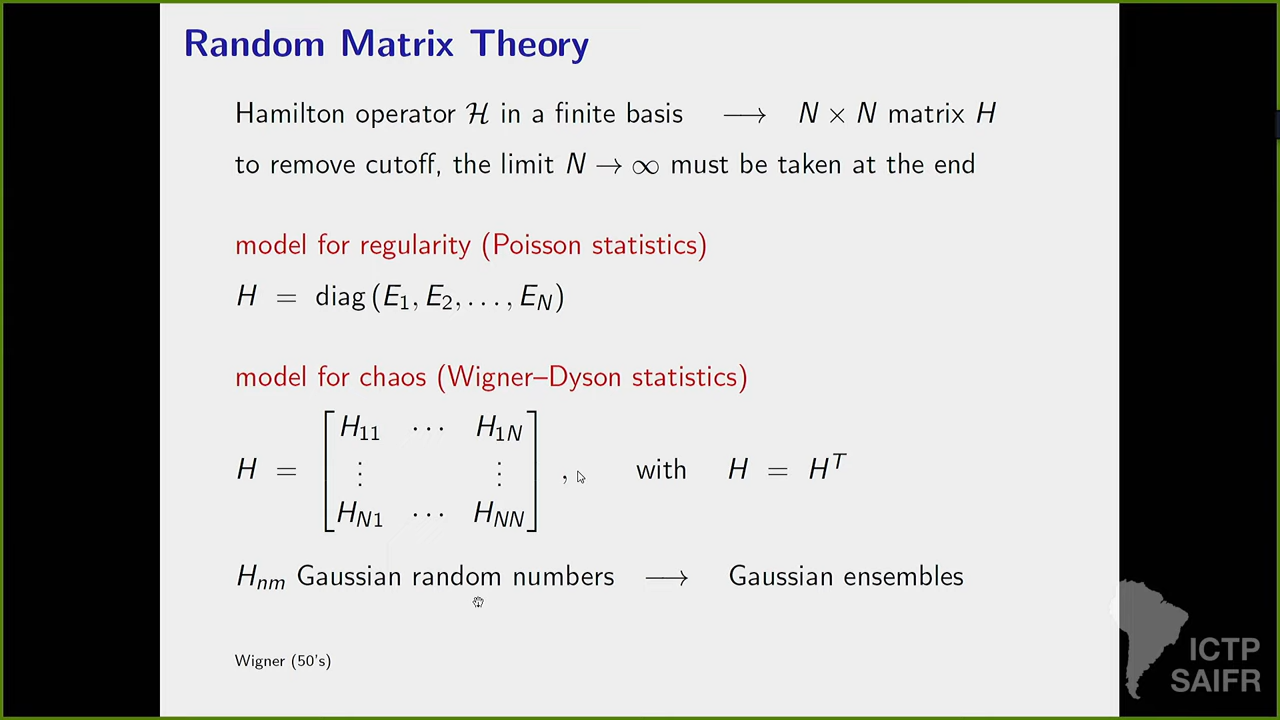 Random Matrix Theory
Hamilton operator ℋ in a finite basis ⟶ N × N matrix H
to remove cutoff, the limit N → ∞ must be taken at the end
model for regularity (Poisson statistics)
H = diag (E₁, E₂, . . . , E_N)
model for chaos (Wigner–Dyson statistics)
H = [ H₁₁ ⋯ H₁N
⋮ ⋮
H_N1 ⋯ H_NN ] , with H = Hᵀ
H_nm Gaussian random numbers ⟶ Gaussian ensembles
Wigner (50's)
ICTP
SAIFR